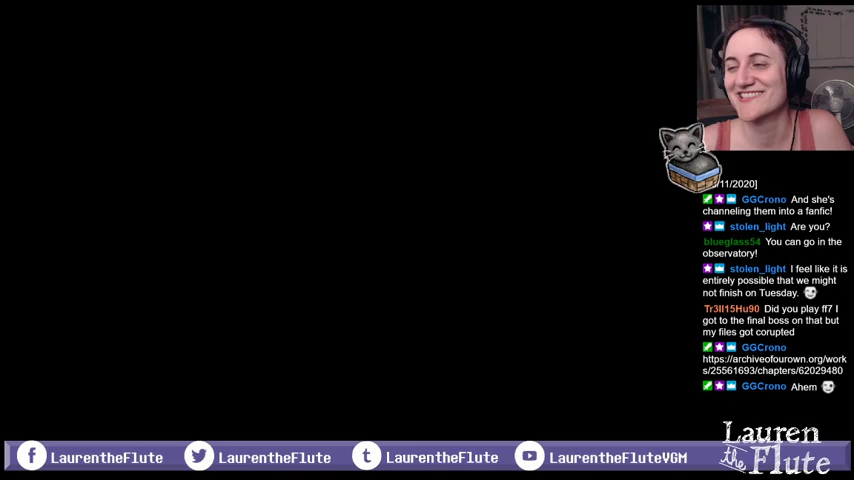 /11/2020]
GGCrono And she's
channeling them into a fanfic!
stolen_light Are you?
blueglass54 You can go in the
observatory!
stolen_light I feel like it is
entirely possible that we might
not finish on Tuesday.
Tr3ll15Hu90 Did you play ff7 I
got to the final boss on that but
my files got corupted
GGCrono
https://archiveofourown.org/work
s/25561693/chapters/62029480
GGCrono Ahem
Lauren
the Flute
LaurentheFlute
LaurentheFlute
LaurentheFlute
LaurentheFluteVGM